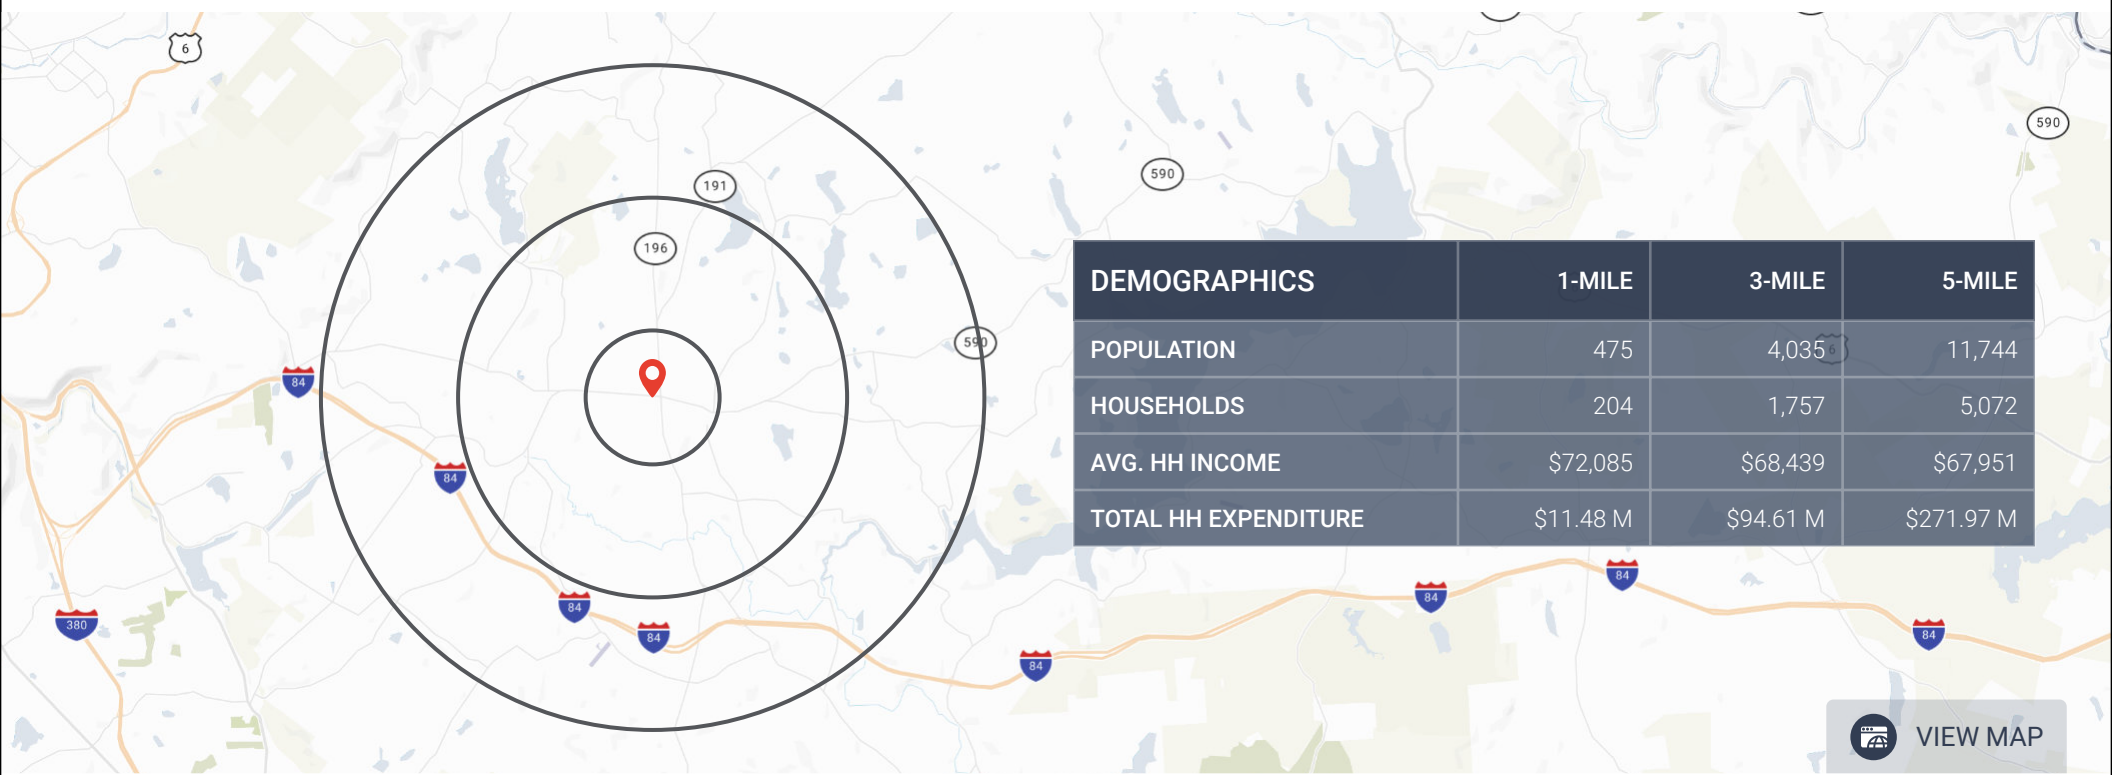 6
590
191
590
196
DEMOGRAPHICS 1-MILE 3-MILE 5-MILE
590
POPULATION 475 4,035 11,744
6
84
HOUSEHOLDS 204 1,757 5,072
AVG. HH INCOME $72,085 $68,439 $67,951
84
TOTAL HH EXPENDITURE $11.48 M $94.61 M $271.97 M
84
84
84
380
84
84
84
VIEW MAP